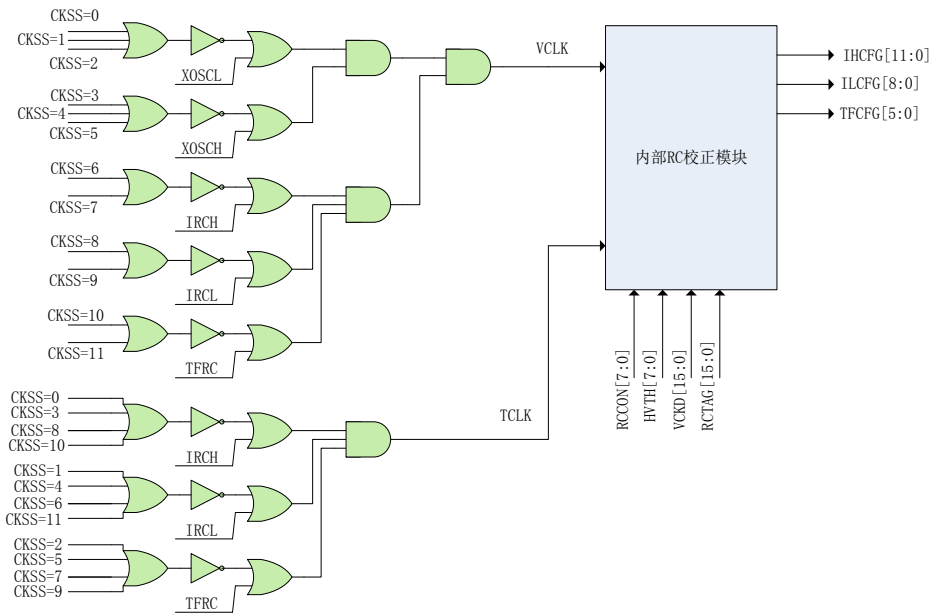 CKSS=0
CKSS=1
CKSS=2
XOSCL
CKSS=3
CKSS=4
CKSS=5
XOSCH
CKSS=6
CKSS=7
IRCH
CKSS=8
CKSS=9
IRCL
CKSS=10
CKSS=11
TFRC
VCLK
CKSS=0
CKSS=3
CKSS=8
CKSS=10
IRCH
CKSS=1
CKSS=4
CKSS=6
CKSS=11
IRCL
CKSS=2
CKSS=5
CKSS=7
CKSS=9
TFRC
TCLK
内部RC校正模块
IHCFG[11:0]
ILCFG[8:0]
TFCFG[5:0]
RCCON[7:0]
HVTH[7:0]
VCKD[15:0]
RCTAG[15:0]